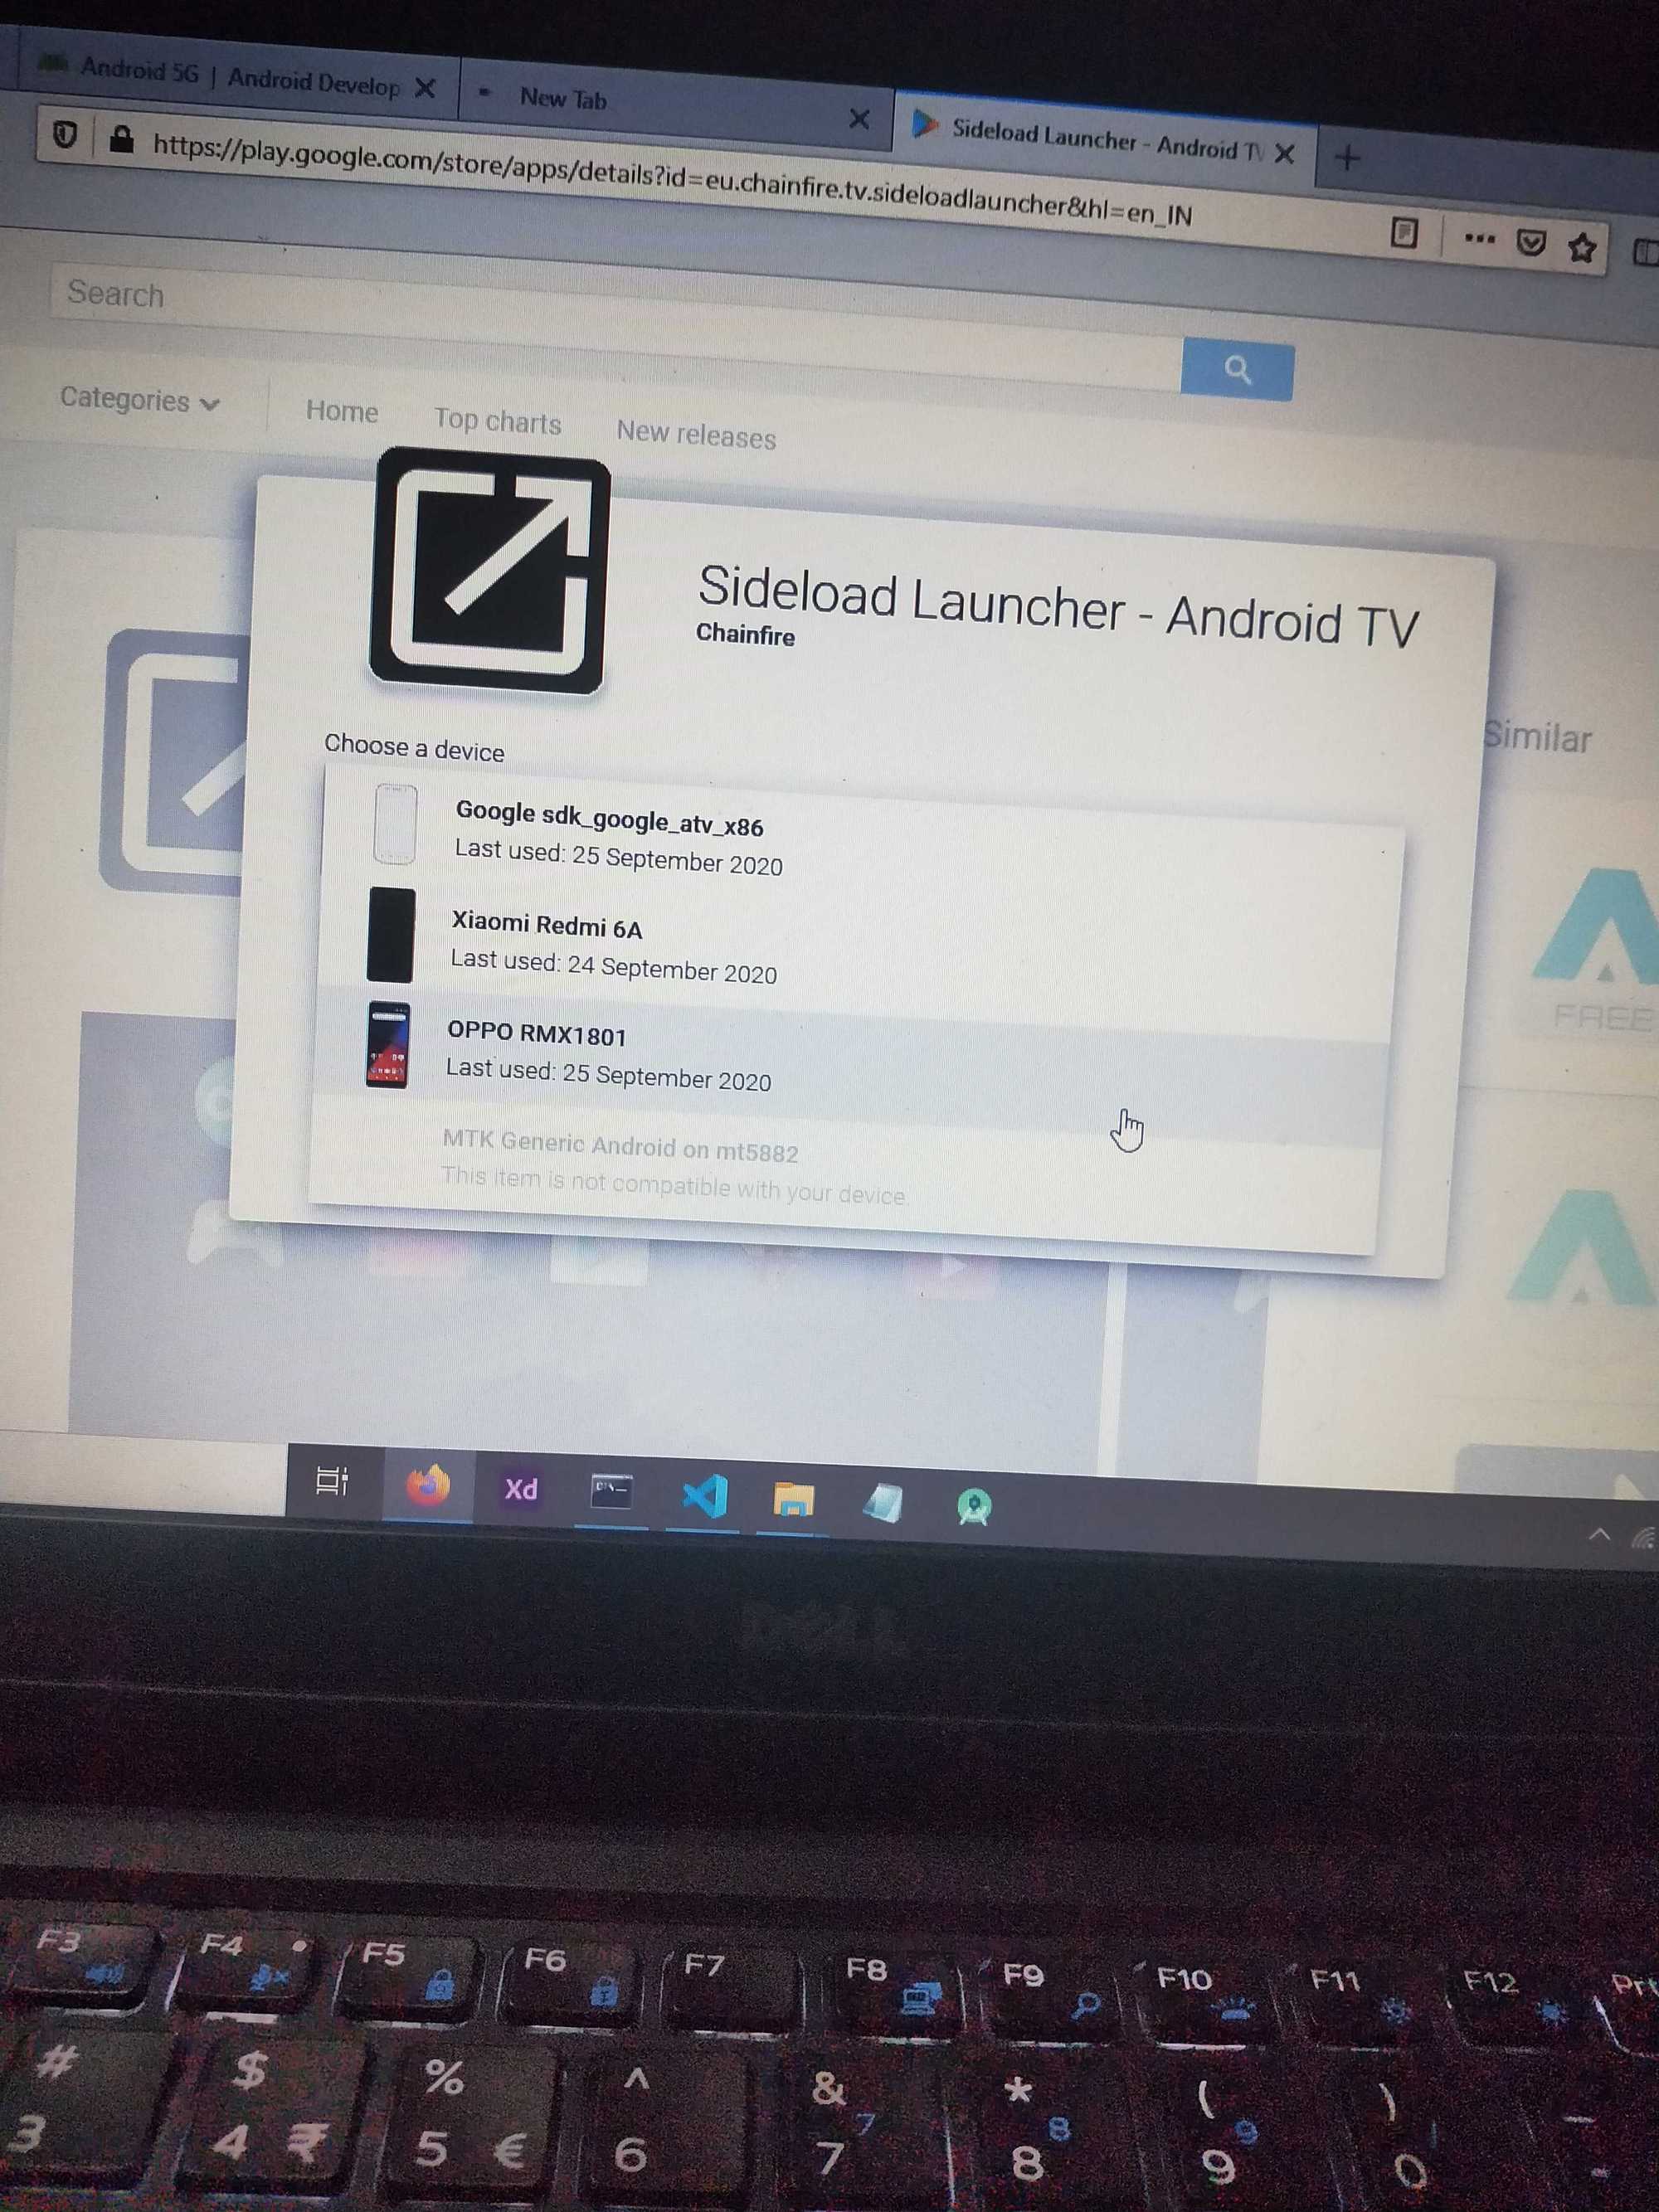 Android 5G | Android Develop
New Tab
Sideload Launcher - Android TV
https://play.google.com/store/apps/details?id=eu.chainfire.tv.sideloadlauncher&hl=en_IN
Search
Categories
Home
Top charts
New releases
Sideload Launcher - Android TV
Chainfire
Similar
Choose a device
Google sdk_google_atv_x86
Last used: 25 September 2020
Xiaomi Redmi 6A
Last used: 24 September 2020
FREE
OPPO RMX1801
Last used: 25 September 2020
MTK Generic Android on mt5882
This item is not compatible with your device.
Xd
DELL
F3
F4
F5
F6
F7
F8
F9
F10
F11
F12
#
$
%
^
&
*
(
)
3
4 ₹
5 €
6
7 7
8 8
9 9
0